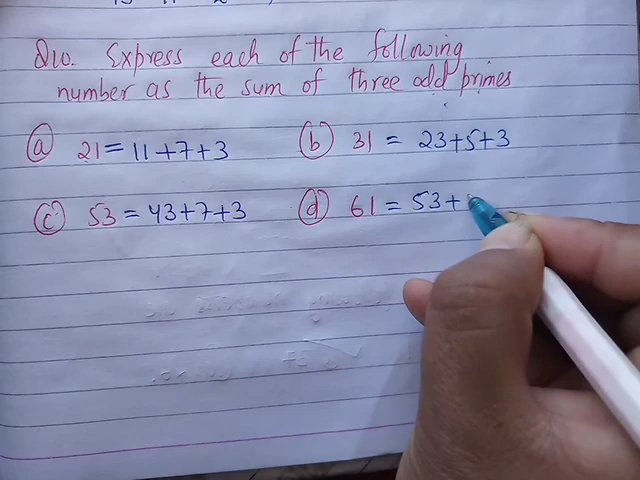 Q10. Express each of the following
number as the sum of three odd primes
(a) 21 = 11+7+3
(b) 31 = 23+5+3
(c) 53 = 43+7+3
(d) 61 = 53+